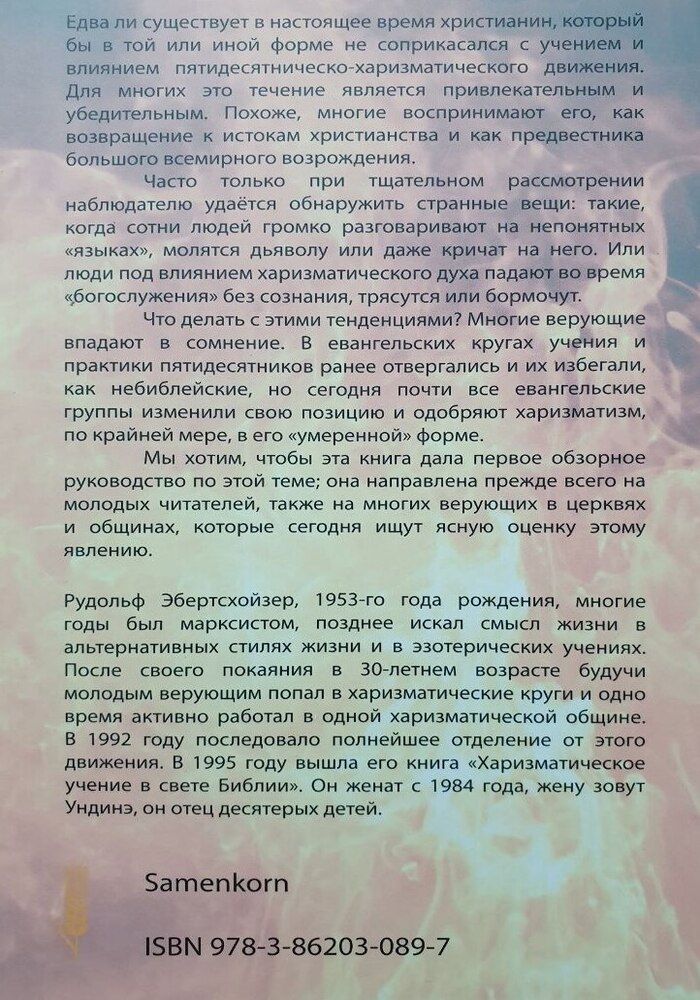 Едва ли существует в настоящее время христианин, который
бы в той или иной форме не соприкасался с учением и
влиянием пятидесятническо-харизматического движения.
Для многих это течение является привлекательным и
убедительным. Похоже, многие воспринимают его, как
возвращение к истокам христианства и как предвестника
большого всемирного возрождения.
Часто только при тщательном рассмотрении
наблюдателю удаётся обнаружить странные вещи: такие,
когда сотни людей громко разговаривают на непонятных
«языках», молятся дьяволу или даже кричат на него. Или
люди под влиянием харизматического духа падают во время
«богослужения» без сознания, трясутся или бормочут.
Что делать с этими тенденциями? Многие верующие
впадают в сомнение. В евангельских кругах учения и
практики пятидесятников ранее отвергались и их избегали,
как небиблейские, но сегодня почти все евангельские
группы изменили свою позицию и одобряют харизматизм,
по крайней мере, в его «умеренной» форме.
Мы хотим, чтобы эта книга дала первое обзорное
руководство по этой теме; она направлена прежде всего на
молодых читателей, также на многих верующих в церквях
и общинах, которые сегодня ищут ясную оценку этому
явлению.
Рудольф Эбертсхойзер, 1953-го года рождения, многие
годы был марксистом, позднее искал смысл жизни в
альтернативных стилях жизни и в эзотерических учениях.
После своего покаяния в 30-летнем возрасте будучи
молодым верующим попал в харизматические круги и одно
время активно работал в одной харизматической общине.
В 1992 году последовало полнейшее отделение от этого
движения. В 1995 году вышла его книга «Харизматическое
учение в свете Библии». Он женат с 1984 года, жену зовут
Ундинэ, он отец десятерых детей.
Samenkorn
ISBN 978-3-86203-089-7